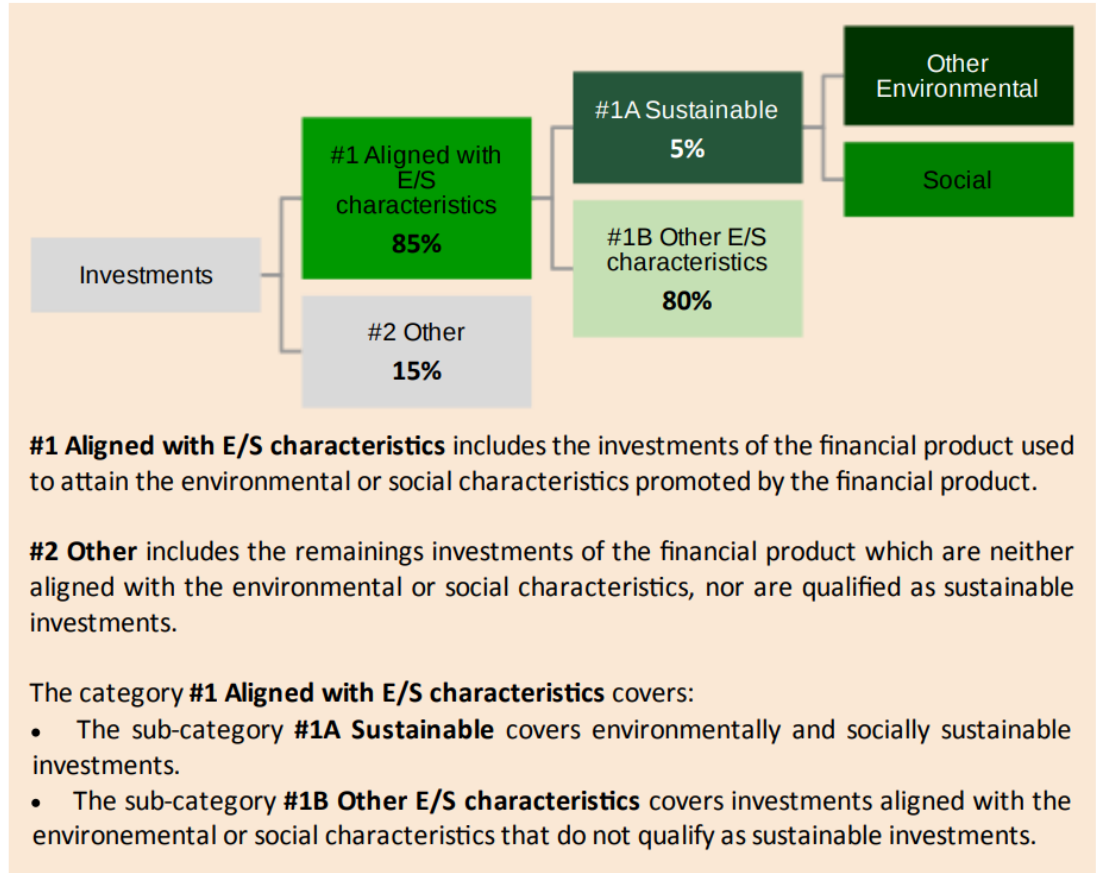 Other
Environmental
#1A Sustainable
5%
#1 Aligned with
E/S
characteristics
85%
Social
#1B Other E/S
characteristics
80%
Investments
#2 Other
15%
#1 Aligned with E/S characteristics includes the investments of the financial product used
to attain the environmental or social characteristics promoted by the financial product.
#2 Other includes the remainings investments of the financial product which are neither
aligned with the environmental or social characteristics, nor are qualified as sustainable
investments.
The category #1 Aligned with E/S characteristics covers:
• The sub-category #1A Sustainable covers environmentally and socially sustainable
investments.
• The sub-category #1B Other E/S characteristics covers investments aligned with the
environemental or social characteristics that do not qualify as sustainable investments.